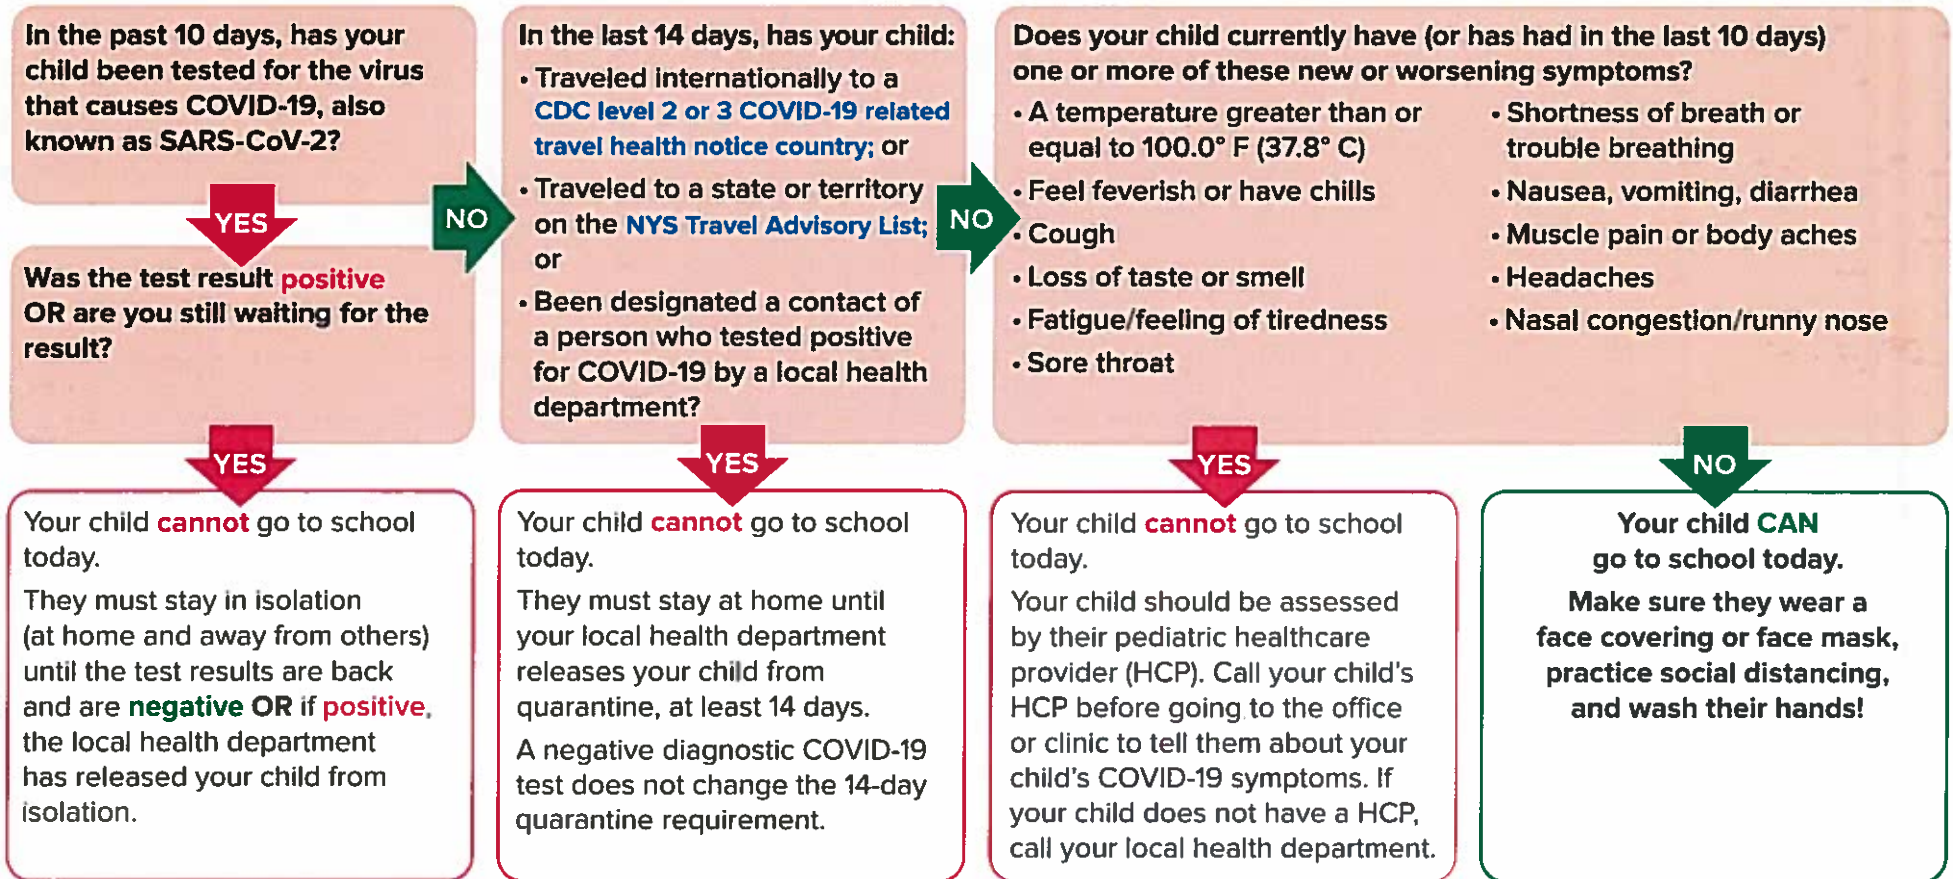 In the past 10 days, has your
child been tested for the virus
that causes COVID-19, also
known as SARS-CoV-2?
YES
NO
Was the test result positive
OR are you still waiting for the
result?
YES
Your child cannot go to school
today.
They must stay in isolation
(at home and away from others)
until the test results are back
and are negative OR if positive,
the local health department
has released your child from
isolation.
In the last 14 days, has your child:
• Traveled internationally to a
CDC level 2 or 3 COVID-19 related
travel health notice country; or
• Traveled to a state or territory
on the NYS Travel Advisory List;
or
• Been designated a contact of
a person who tested positive
for COVID-19 by a local health
department?
NO
YES
Your child cannot go to school
today.
They must stay at home until
your local health department
releases your child from
quarantine, at least 14 days.
A negative diagnostic COVID-19
test does not change the 14-day
quarantine requirement.
Does your child currently have (or has had in the last 10 days)
one or more of these new or worsening symptoms?
• A temperature greater than or
equal to 100.0° F (37.8° C)
• Feel feverish or have chills
• Cough
• Loss of taste or smell
• Fatigue/feeling of tiredness
• Sore throat
• Shortness of breath or
trouble breathing
• Nausea, vomiting, diarrhea
• Muscle pain or body aches
• Headaches
• Nasal congestion/runny nose
YES
Your child cannot go to school
today.
Your child should be assessed
by their pediatric healthcare
provider (HCP). Call your child's
HCP before going to the office
or clinic to tell them about your
child's COVID-19 symptoms. If
your child does not have a HCP,
call your local health department.
NO
Your child CAN
go to school today.
Make sure they wear a
face covering or face mask,
practice social distancing,
and wash their hands!